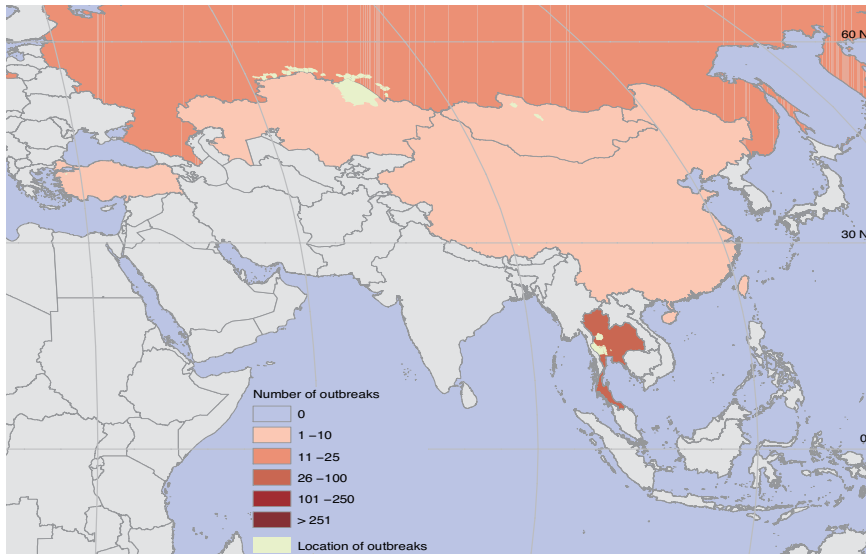 60 N
30 N
0
Number of outbreaks
0
1 –10
11 –25
26 –100
101 –250
> 251
Location of outbreaks